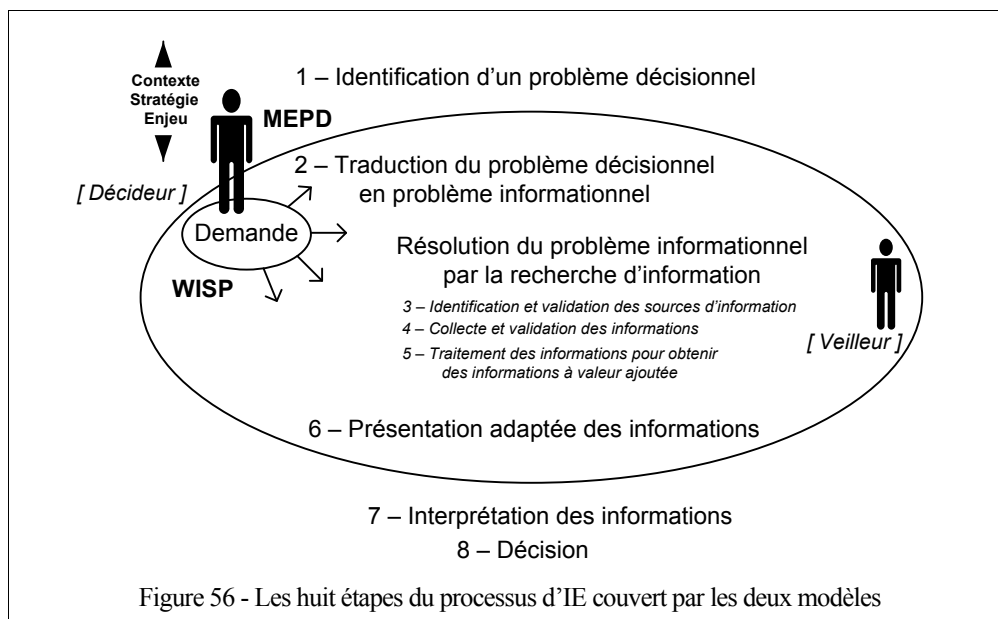 Contexte
Stratégie
Enjeu
1 – Identification d'un problème décisionnel
MEPD
2 – Traduction du problème décisionnel
en problème informationnel
[ Décideur ]
Demande
WISP
Résolution du problème informationnel
par la recherche d'information
3 – Identification et validation des sources d'information
4 – Collecte et validation des informations
5 – Traitement des informations pour obtenir
des informations à valeur ajoutée
[ Veilleur ]
6 – Présentation adaptée des informations
7 – Interprétation des informations
8 – Décision
Figure 56 - Les huit étapes du processus d'IE couvert par les deux modèles